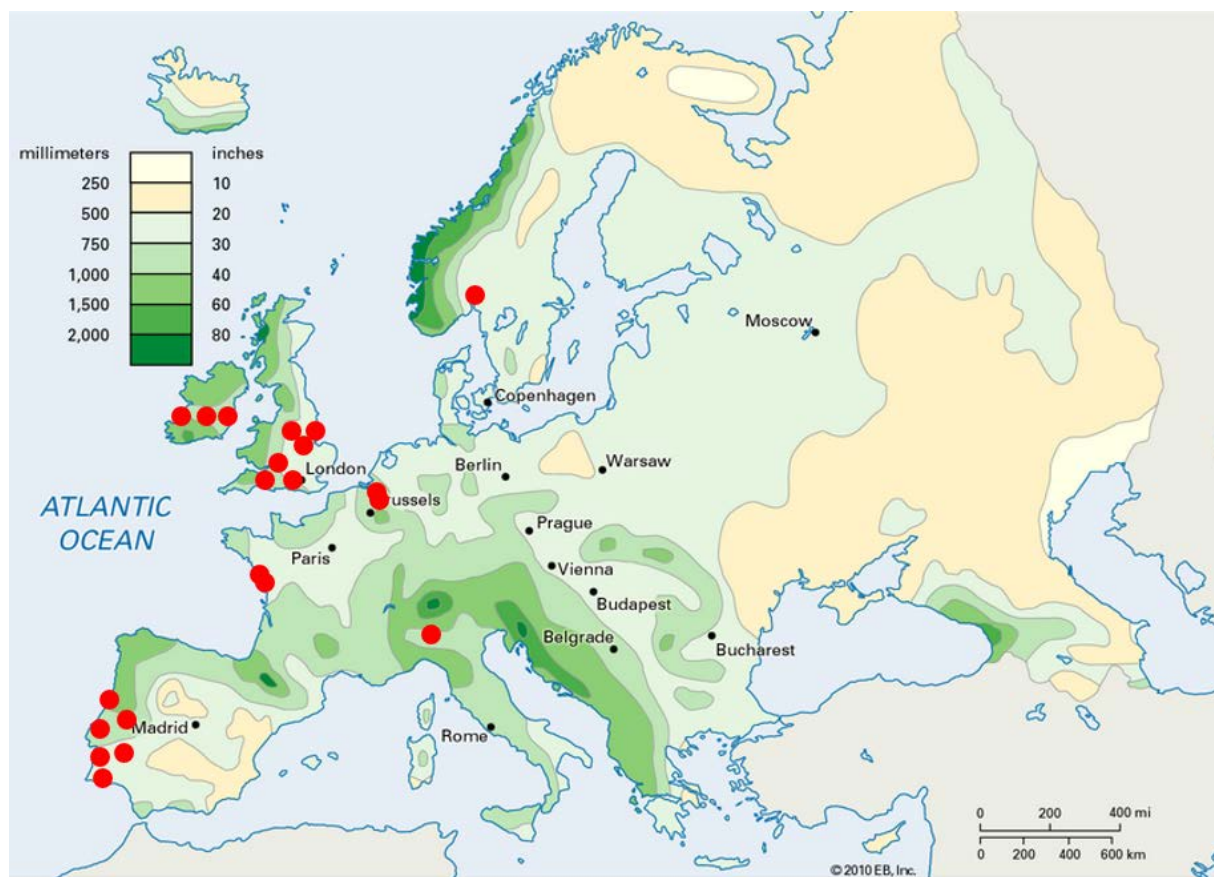 millimeters inches
250 10
500 20
750 30
1,000 40
1,500 60
2,000 80
Moscow
Copenhagen
London
Berlin
Warsaw
russels
ATLANTIC
OCEAN
Prague
Paris
Vienna
Budapest
Belgrade
Bucharest
Madrid
Rome
0 200 400 mi
0 200 400 600 km
© 2010 EB, Inc.